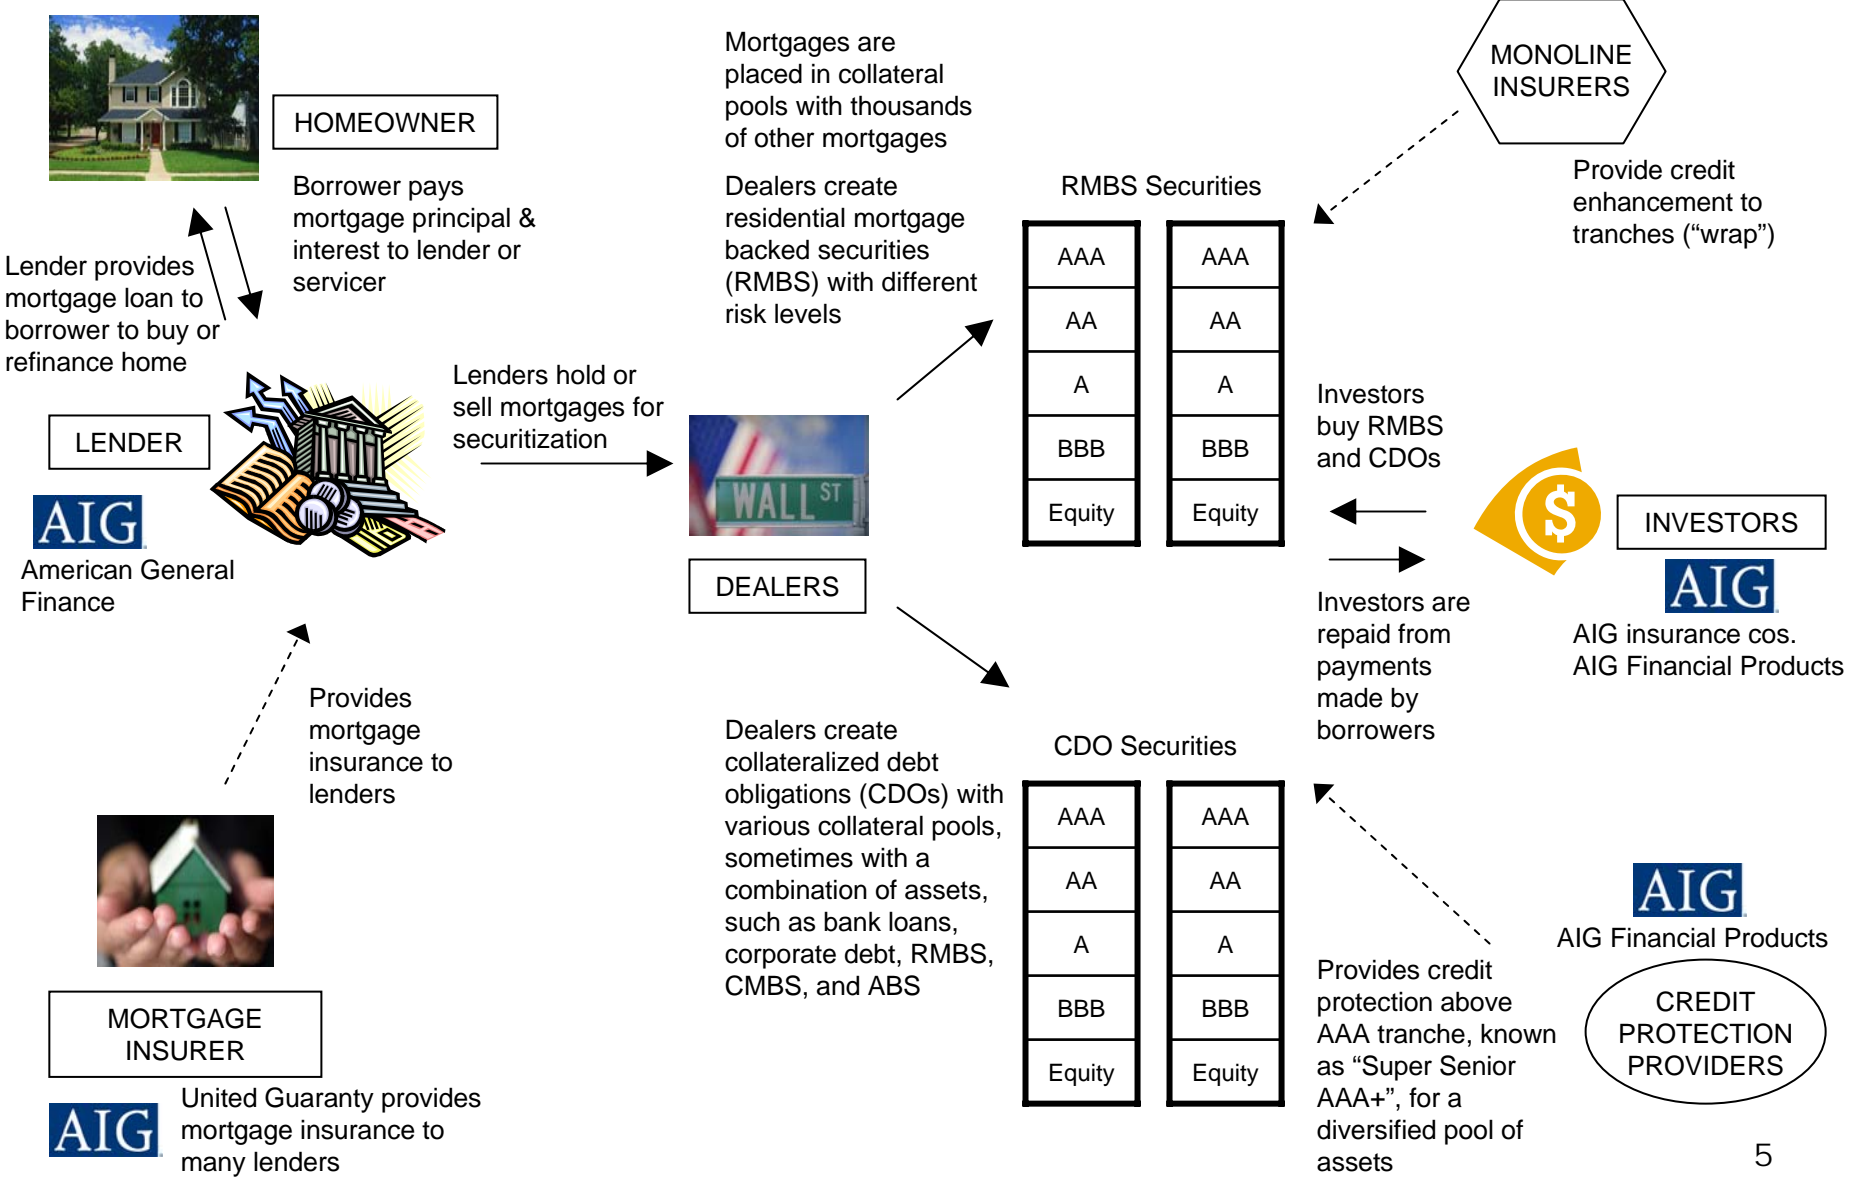 HOMEOWNER
Borrower pays
mortgage principal &
interest to lender or
servicer
Lender provides
mortgage loan to
borrower to buy or
refinance home
LENDER
AIG
American General
Finance
Lenders hold or
sell mortgages for
securitization
Provides
mortgage
insurance to
lenders
MORTGAGE
INSURER
AIG
United Guaranty provides
mortgage insurance to
many lenders
Mortgages are
placed in collateral
pools with thousands
of other mortgages
Dealers create
residential mortgage
backed securities
(RMBS) with different
risk levels
WALL ST
DEALERS
Dealers create
collateralized debt
obligations (CDOs) with
various collateral pools,
sometimes with a
combination of assets,
such as bank loans,
corporate debt, RMBS,
CMBS, and ABS
RMBS Securities
AAA AAA
AA AA
A A
BBB BBB
Equity Equity
CDO Securities
AAA AAA
AA AA
A A
BBB BBB
Equity Equity
MONOLINE
INSURERS
Provide credit
enhancement to
tranches (“wrap”)
Investors
buy RMBS
and CDOs
$
INVESTORS
AIG
AIG insurance cos.
AIG Financial Products
Investors are
repaid from
payments
made by
borrowers
AIG
AIG Financial Products
CREDIT
PROTECTION
PROVIDERS
Provides credit
protection above
AAA tranche, known
as “Super Senior
AAA+”, for a
diversified pool of
assets
5